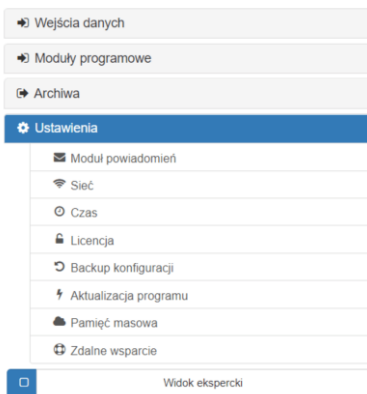 Wejścia danych
Moduły programowe
Archiwa
Ustawienia
Moduł powiadomień
Sieć
Czas
Licencja
Backup konfiguracji
Aktualizacja programu
Pamięć masowa
Zdalne wsparcie
Widok ekspercki